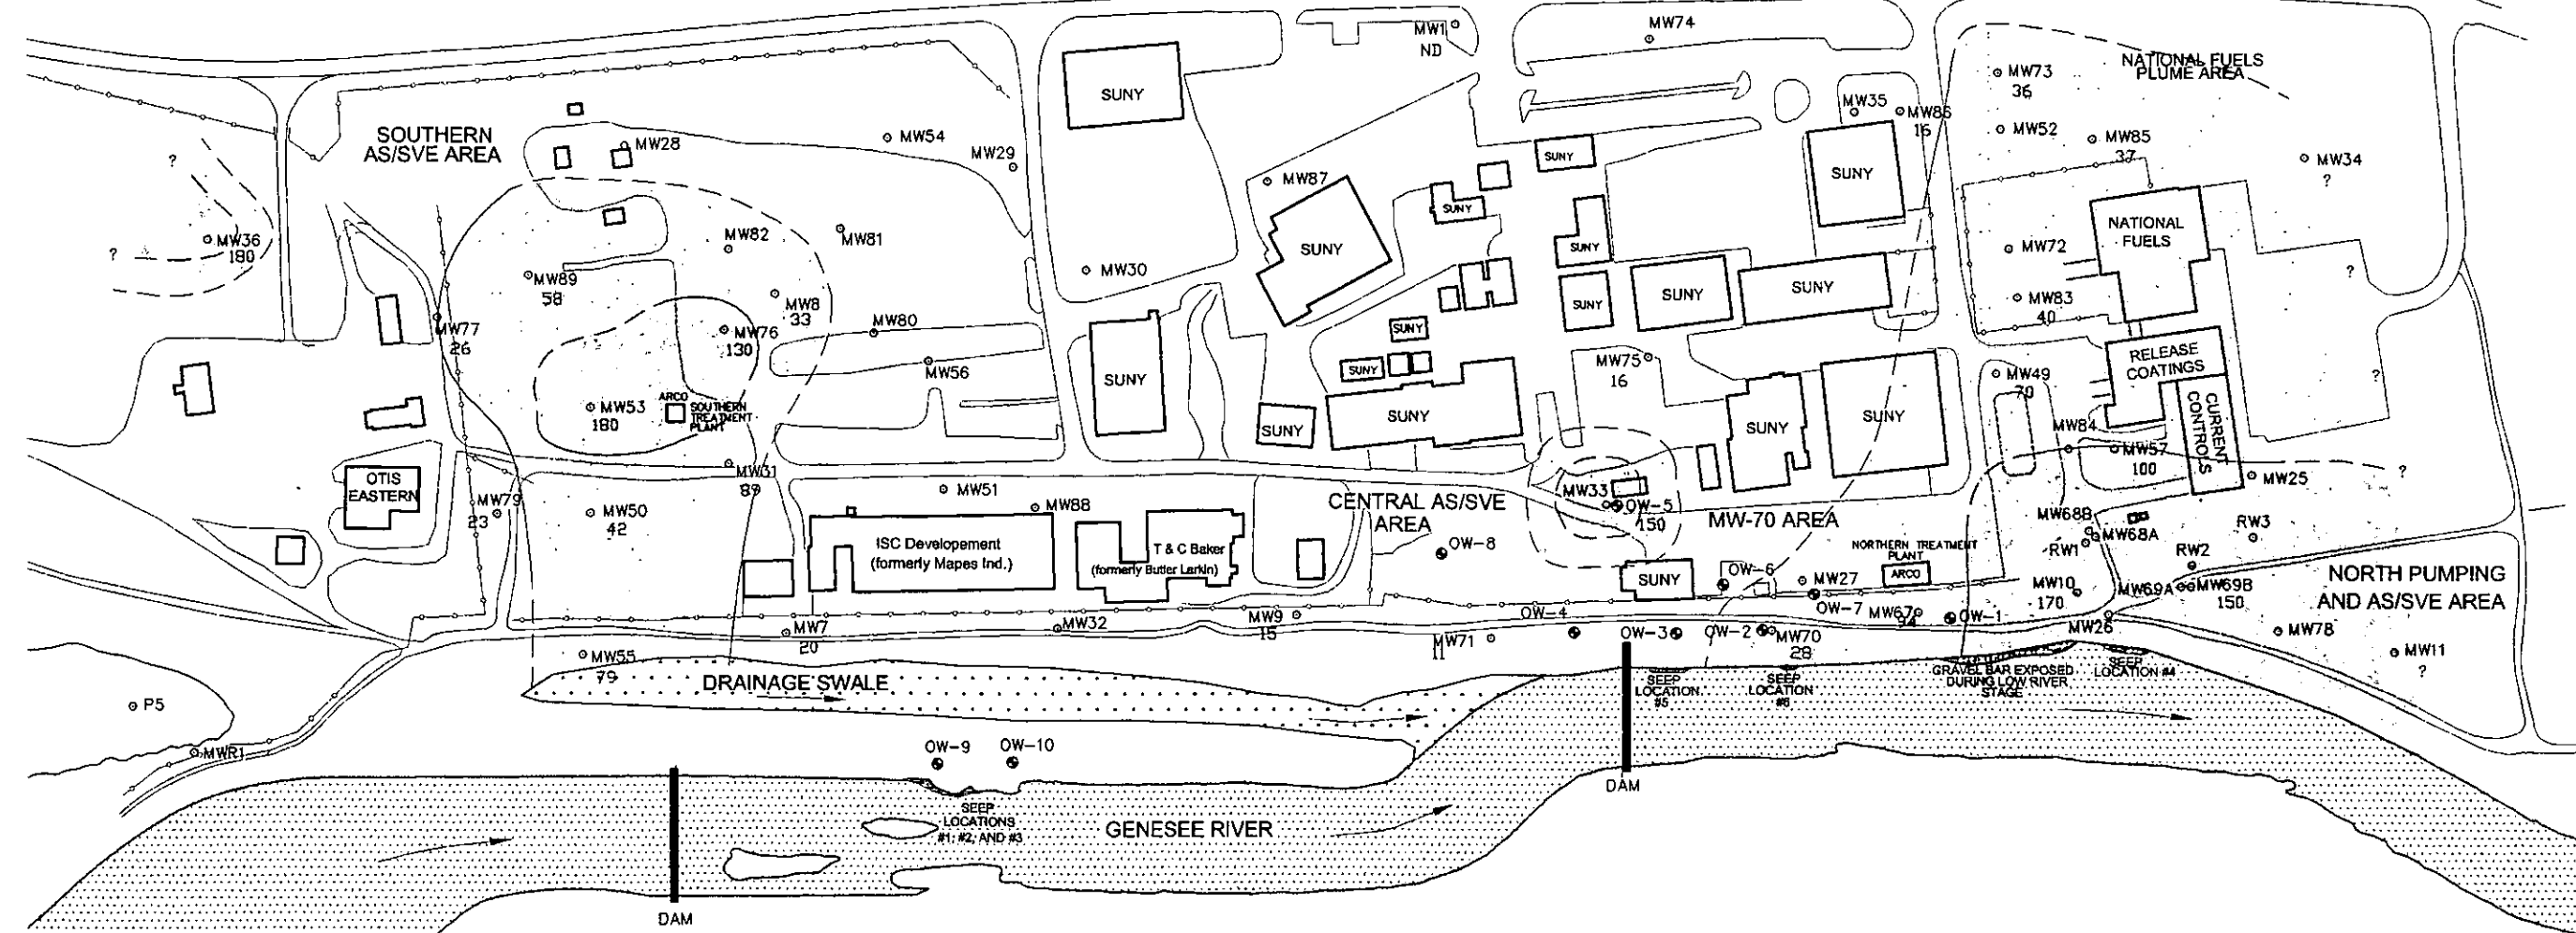 MW1
ND
MW74
NATIONAL FUELS
PLUME AREA
MW73
36
SUNY
MW35
MW86
16
MW52
MW85
37
MW34
?
SOUTHERN
AS/SVE AREA
MW28
MW54
MW29
?
MW87
SUNY
SUNY
SUNY
NATIONAL
FUELS
MW36
180
?
MW82
MW81
SUNY
SUNY
MW72
MW30
?
MW89
58
MW8
33
SUNY
SUNY
SUNY
MW83
40
MW77
26
MW76
130
MW80
SUNY
MW56
SUNY
SUNY
MW75
16
RELEASE
COATINGS
MW49
70
?
CURRENT
CONTROLS
MW53
180
ARCO
SOUTHERN
TREATMENT
PLANT
SUNY
SUNY
SUNY
SUNY
MW84
MW57
100
MW25
?
MW31
89
OTIS
EASTERN
MW79
23
MW50
42
MW51
MW88
CENTRAL AS/SVE
AREA
MW33
OW-5
150
MW-70 AREA
MW68B
MW68A
RW1
RW2
RW3
ISC Developement
(formerly Mapes Ind.)
T & C Baker
(formerly Butler Larkin)
OW-8
NORTHERN TREATMENT
PLANT
ARCO
SUNY
OW-6
MW27
OW-7
MW67
94
OW-1
MW10
170
MW69A
MW69B
150
NORTH PUMPING
AND AS/SVE AREA
MW7
20
MW32
MW9
15
OW-4
MW71
11
OW-3
OW-2
MW70
28
MW26
MW78
MW11
?
MW55
79
DRAINAGE SWALE
SEEP
LOCATION
#5
SEEP
LOCATION
#6
GRAVEL BAR EXPOSED
DURING LOW RIVER
STAGE
SEEP
LOCATION #4
P5
MWR1
OW-9
OW-10
DAM
SEEP
LOCATIONS
#1, #2, AND #3
GENESEE RIVER
DAM